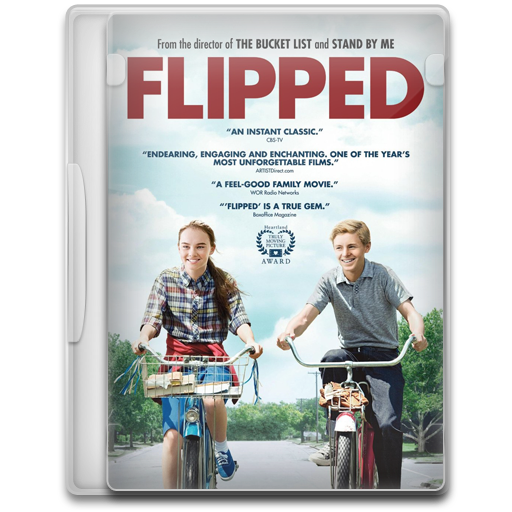 From the director of THE BUCKET LIST and STAND BY ME
FLIPPED
“AN INSTANT CLASSIC.”
CBS-TV
“ENDEARING, ENGAGING AND ENCHANTING. ONE OF THE YEAR’S
MOST UNFORGETTABLE FILMS.”
ARTISTDirect.com
“A FEEL-GOOD FAMILY MOVIE.”
WOR Radio Networks
“‘FLIPPED’ IS A TRUE GEM.”
Boxoffice Magazine
Heartland
TRULY
MOVING
PICTURE
AWARD